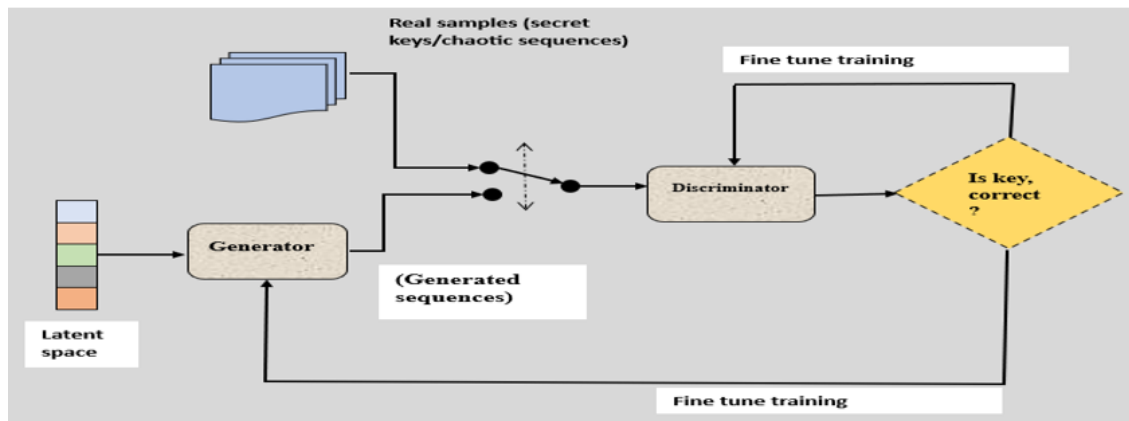 Real samples (secret
keys/chaotic sequences)
Fine tune training
Is key,
correct
?
Discriminator
Generator
(Generated
sequences)
Latent
space
Fine tune training